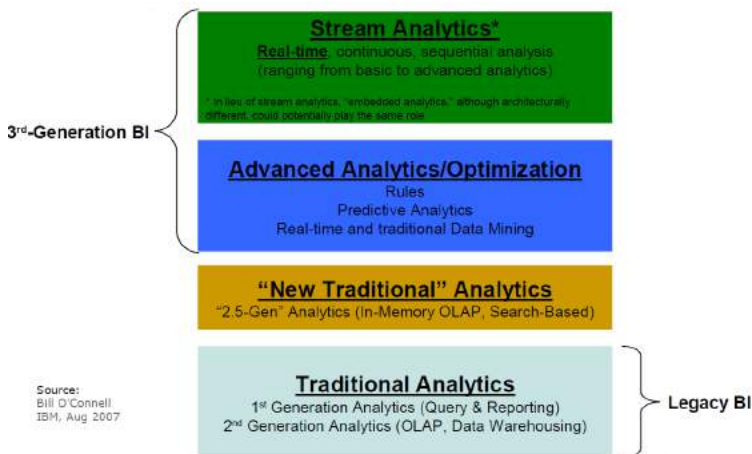 Stream Analytics*
Real-time, continuous, sequential analysis
(ranging from basic to advanced analytics)
* In lieu of stream analytics, "embedded analytics," although architecturally
different, could potentially play the same role
3rd-Generation BI
Advanced Analytics/Optimization
Rules
Predictive Analytics
Real-time and traditional Data Mining
“New Traditional” Analytics
“2.5-Gen” Analytics (In-Memory OLAP, Search-Based)
Traditional Analytics
1st Generation Analytics (Query & Reporting)
2nd Generation Analytics (OLAP, Data Warehousing)
Legacy BI
Source:
Bill O'Connell
IBM, Aug 2007